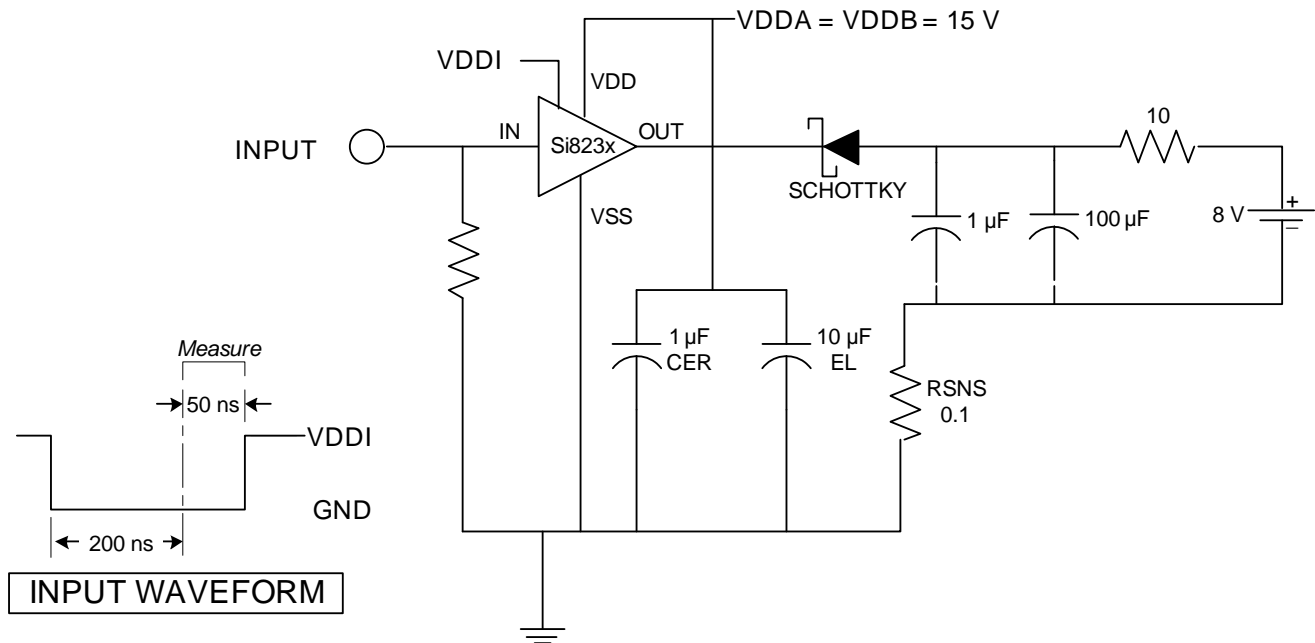 VDDA = VDDB = 15 V
VDDI
VDD
10
INPUT
IN
Si823x
OUT
SCHOTTKY
VSS
1 µF
100 µF
8 V
+
−
Measure
1 µF
CER
10 µF
EL
50 ns
RSNS
0.1
VDDI
GND
200 ns
INPUT WAVEFORM